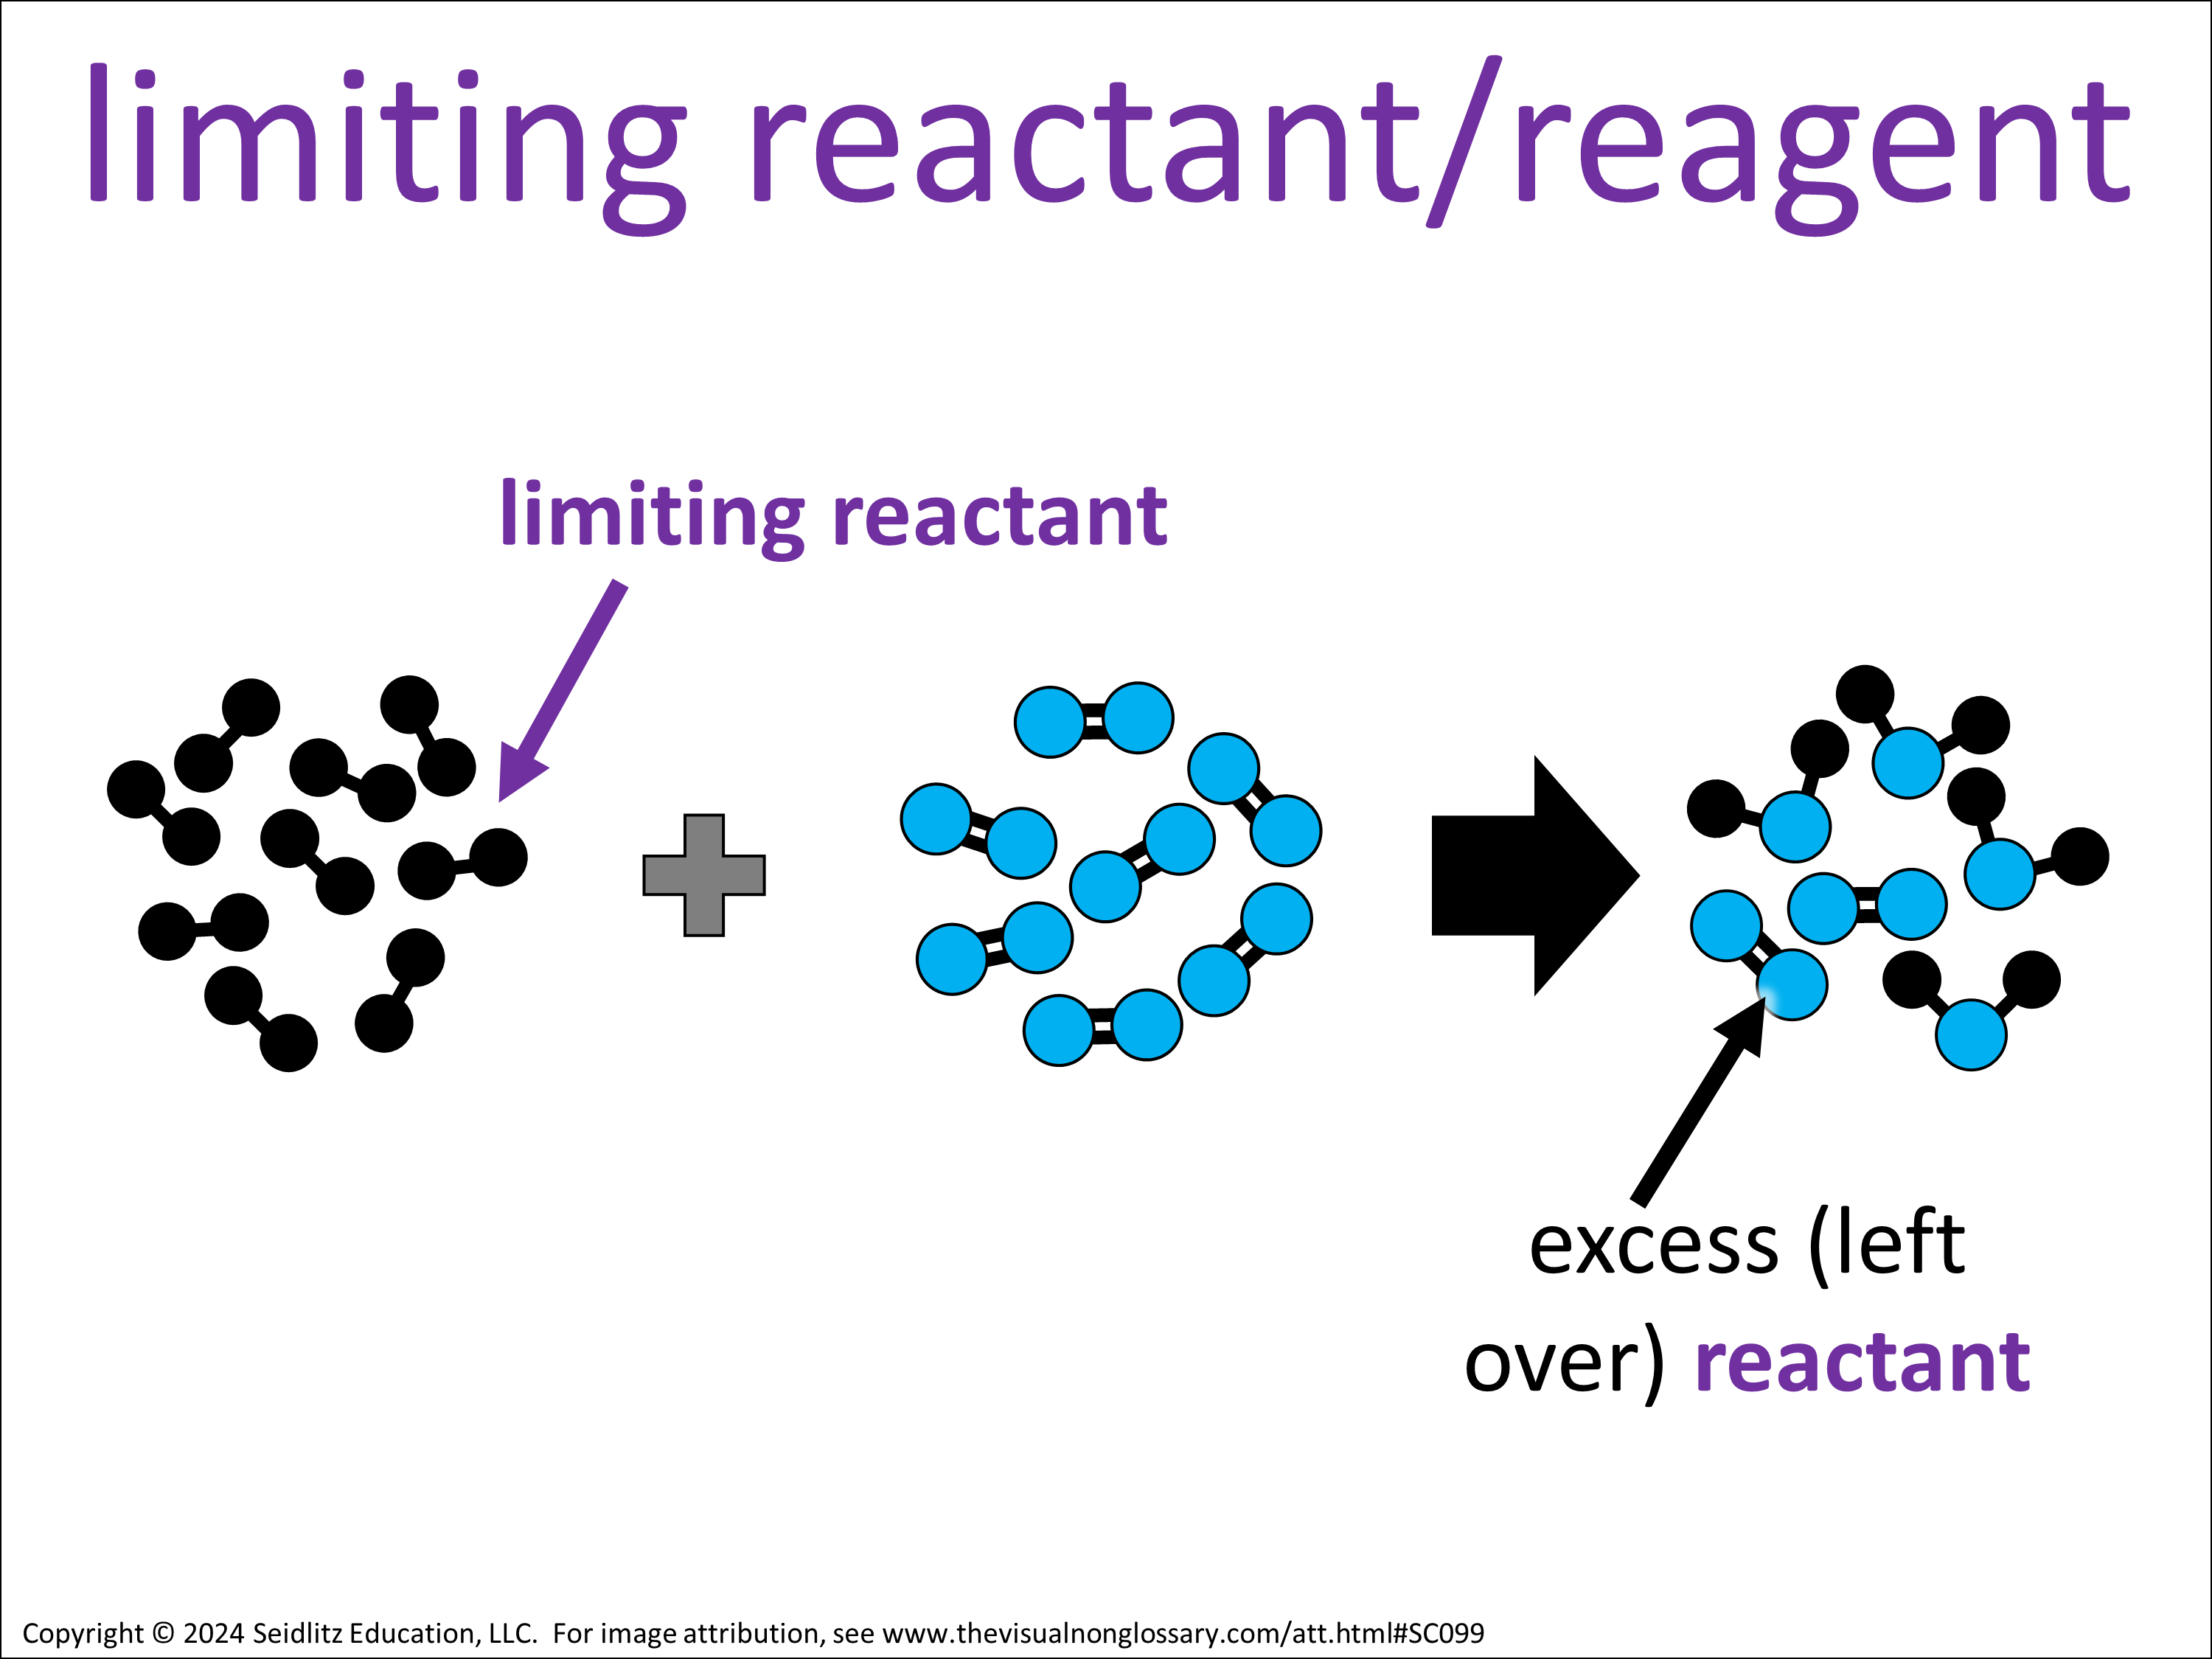 limiting reactant/reagent
limiting reactant
excess (left
over) reactant
Copyright © 2024 Seidlitz Education, LLC.  For image attribution, see www.thevisualnonglossary.com/att.html#SC099